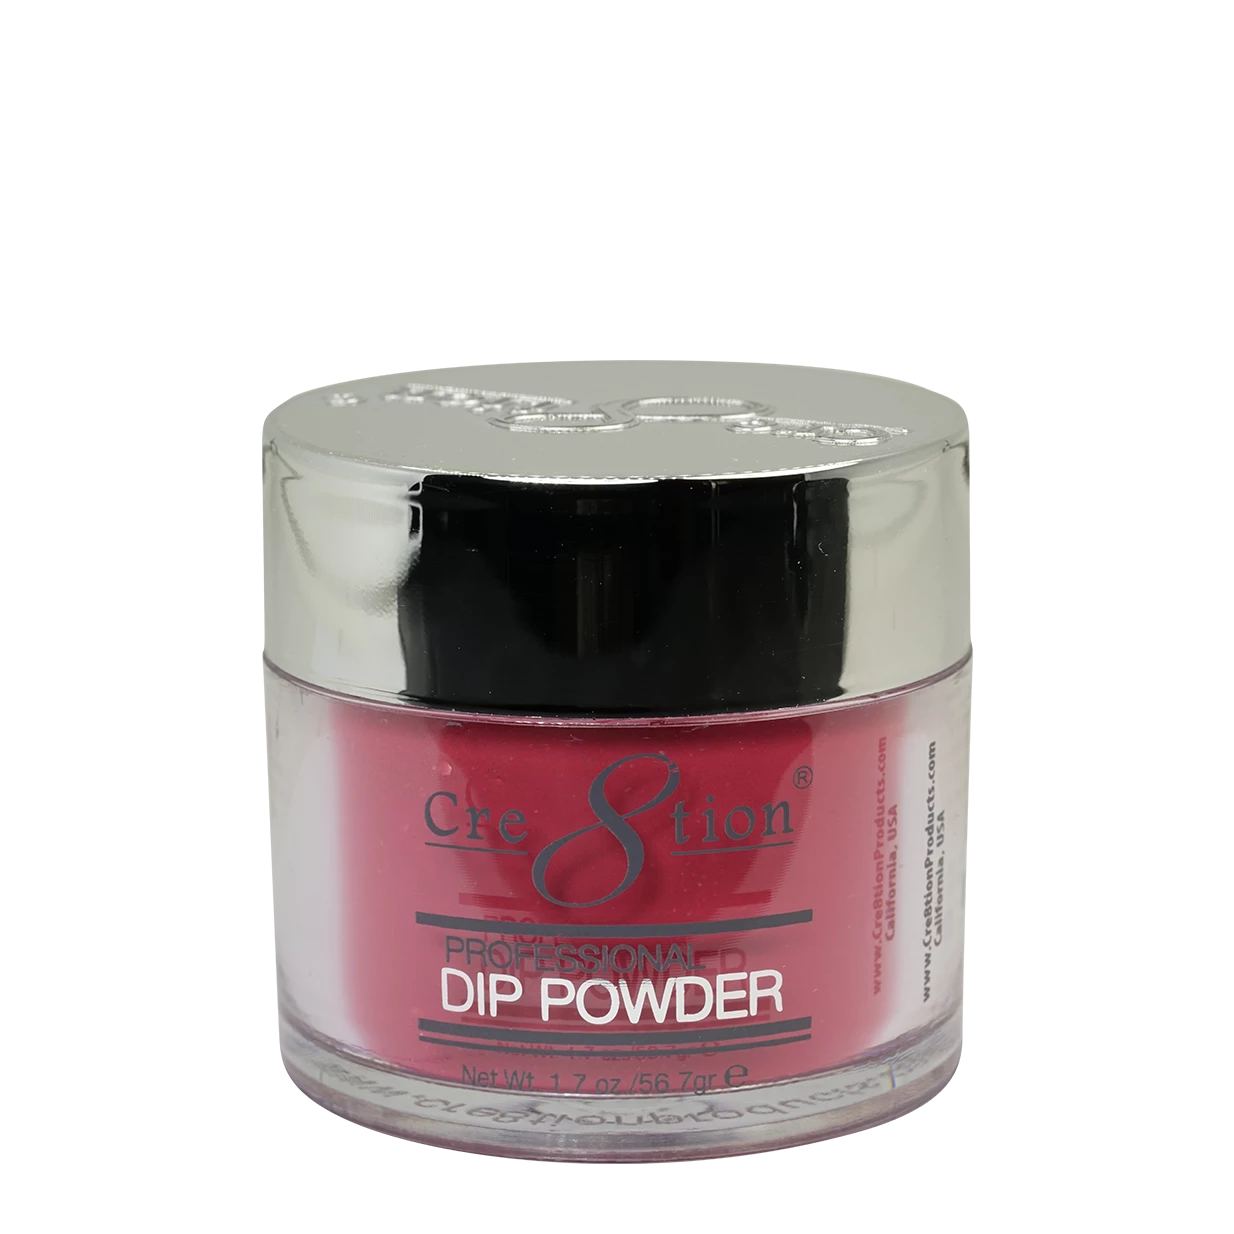 Cre8tion®
PROFESSIONAL
DIP POWDER
Net Wt. 1.7 oz./56.7gr e
www.Cre8tionProducts.com
California, USA